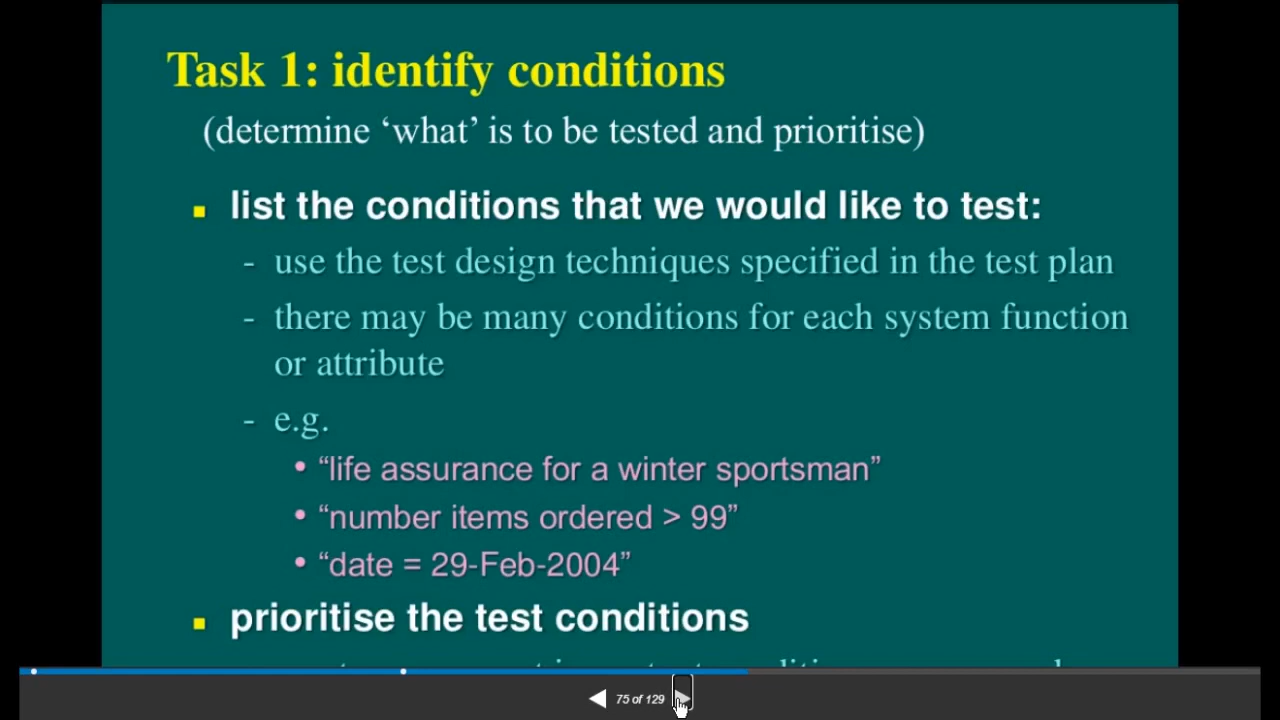 Task 1: identify conditions
(determine ‘what’ is to be tested and prioritise)
list the conditions that we would like to test:
- use the test design techniques specified in the test plan
- there may be many conditions for each system function
or attribute
- e.g.
• “life assurance for a winter sportsman”
• “number items ordered > 99”
• “date = 29-Feb-2004”
prioritise the test conditions
75 of 129